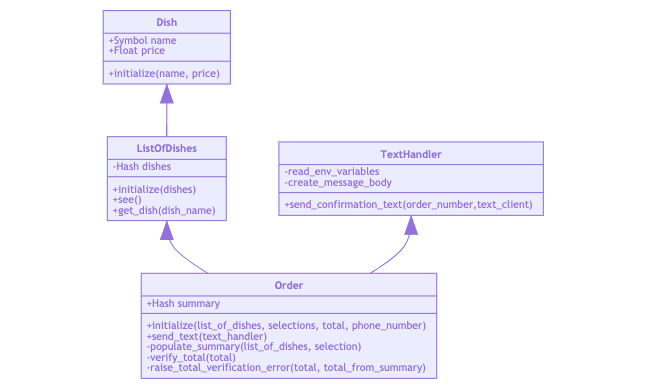 Dish
+Symbol name
+Float price
+initialize(name, price)
ListOfDishes
-Hash dishes
+initialize(dishes)
+see()
+get_dish(dish_name)
TextHandler
-read_env_variables
-create_message_body
+send_confirmation_text(order_number,text_client)
Order
+Hash summary
+initialize(list_of_dishes, selections, total, phone_number)
+send_text(text_handler)
-populate_summary(list_of_dishes, selection)
-verify_total(total)
-raise_total_verification_error(total, total_from_summary)